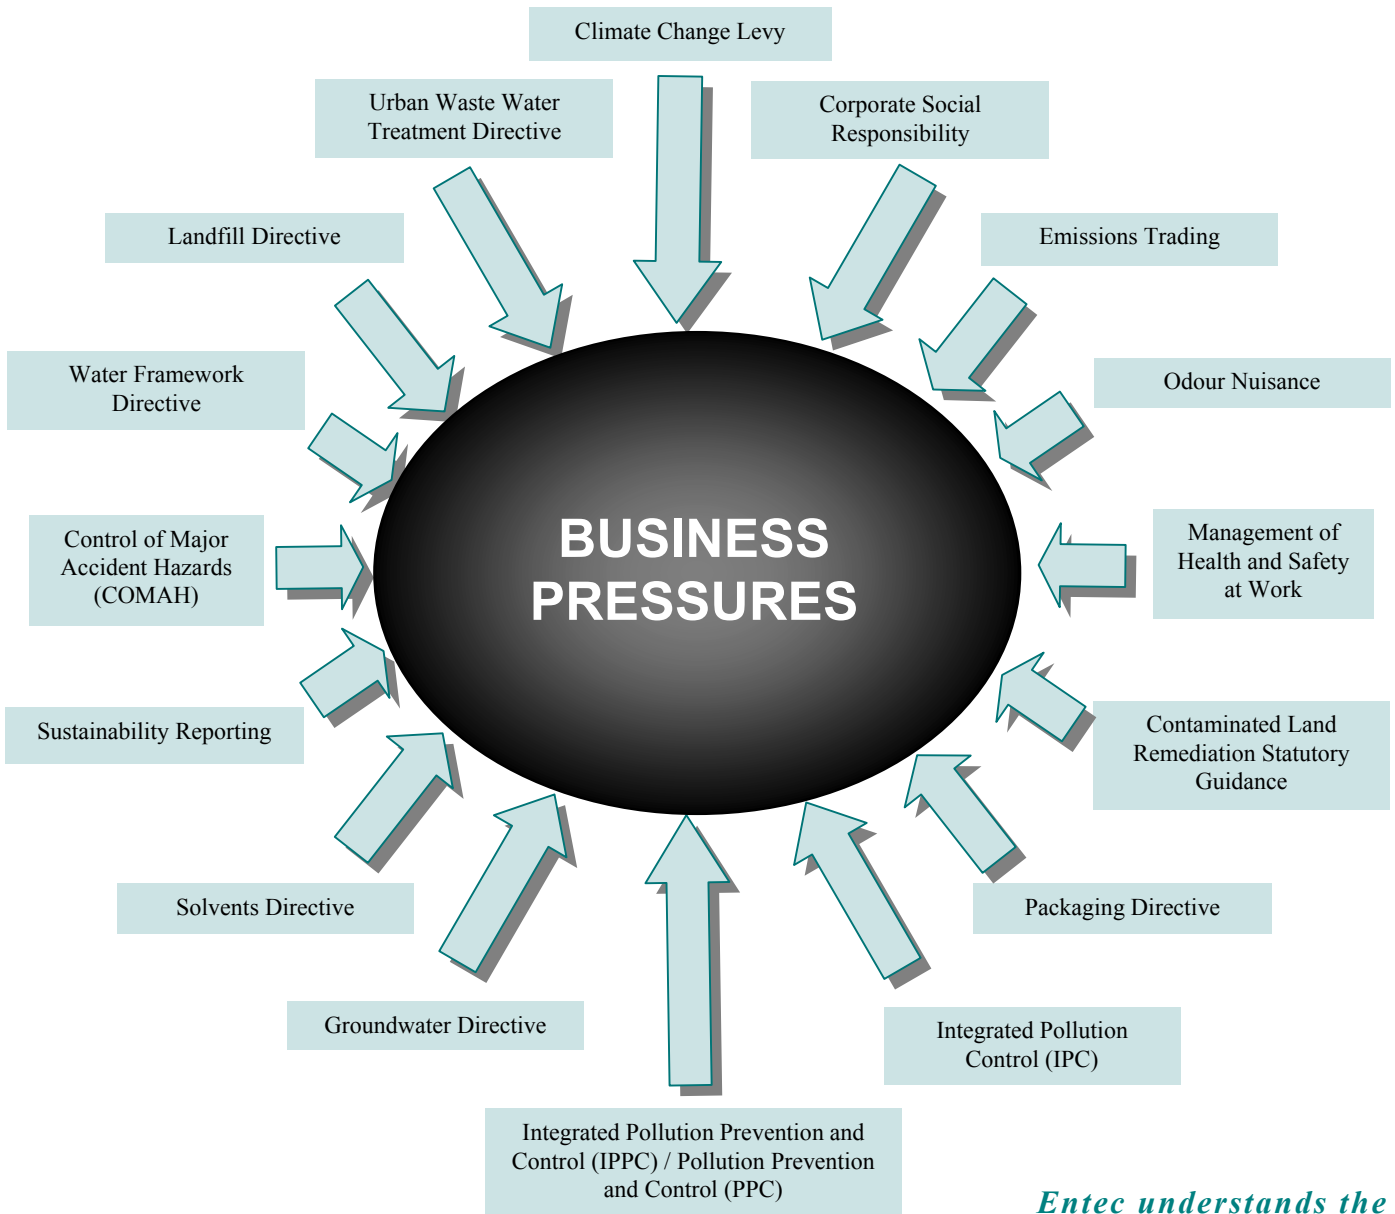 Climate Change Levy
Urban Waste Water
Treatment Directive
Corporate Social
Responsibility
Landfill Directive
Emissions Trading
Water Framework
Directive
Odour Nuisance
BUSINESS
PRESSURES
Control of Major
Accident Hazards
(COMAH)
Management of
Health and Safety
at Work
Sustainability Reporting
Contaminated Land
Remediation Statutory
Guidance
Solvents Directive
Packaging Directive
Groundwater Directive
Integrated Pollution
Control (IPC)
Integrated Pollution Prevention and
Control (IPPC) / Pollution Prevention
and Control (PPC)
Entec understands the